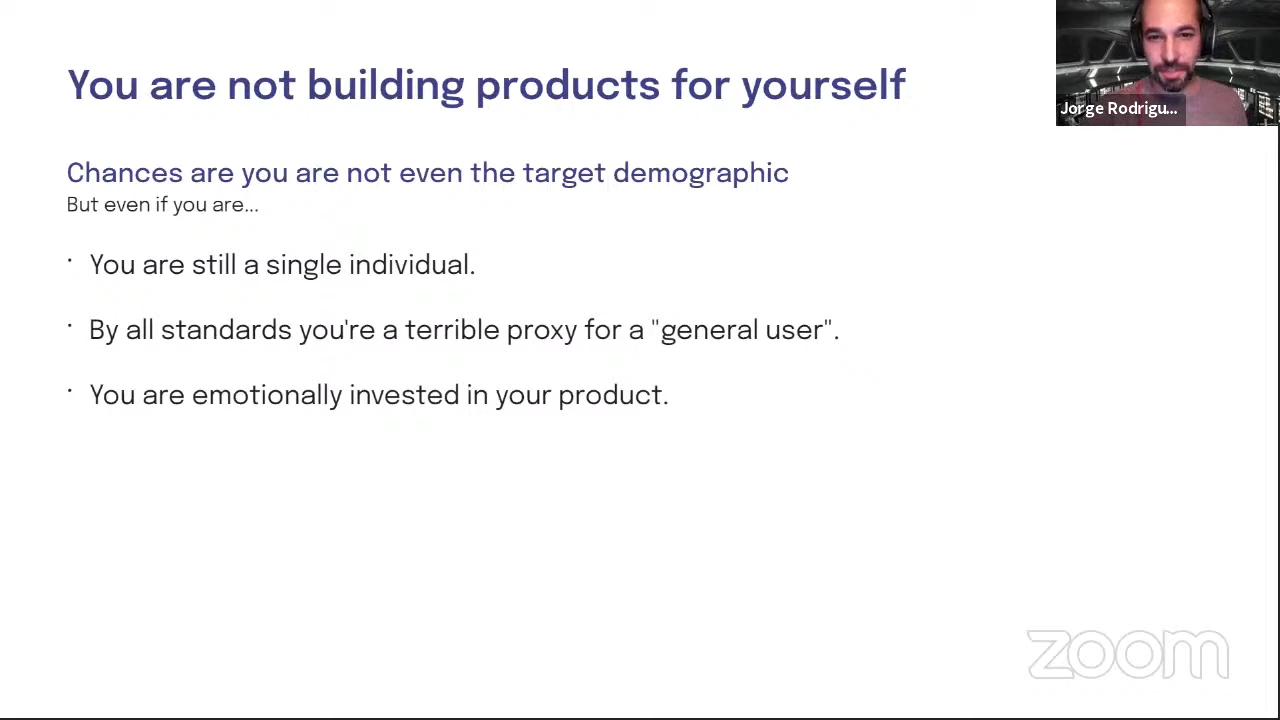 You are not building products for yourself
Jorge Rodrigu...
Chances are you are not even the target demographic
But even if you are...
· You are still a single individual.
· By all standards you're a terrible proxy for a "general user".
· You are emotionally invested in your product.
zoom